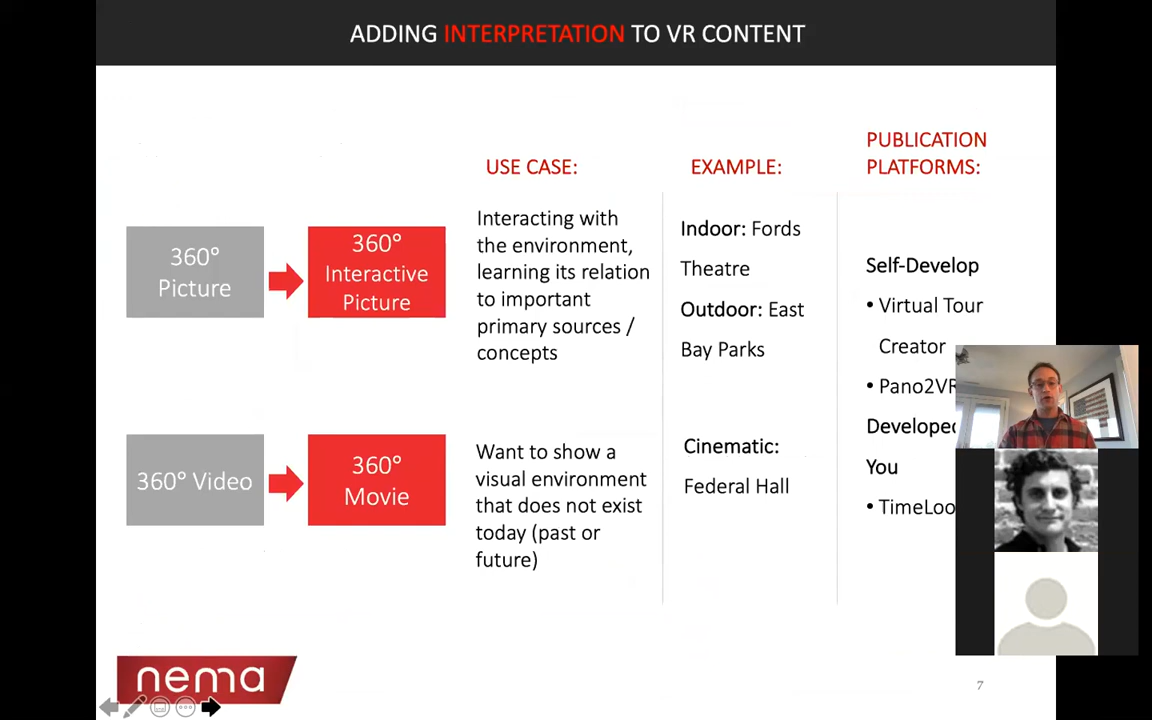 ADDING INTERPRETATION TO VR CONTENT
USE CASE:
EXAMPLE:
PUBLICATION
PLATFORMS:
360°
Picture
360°
Interactive
Picture
Interacting with
the environment,
learning its relation
to important
primary sources /
concepts
Indoor: Fords
Theatre
Outdoor: East
Bay Parks
Self-Develop
• Virtual Tour
Creator
• Pano2VR
Developed
You
• TimeLoo
360° Video
360°
Movie
Want to show a
visual environment
that does not exist
today (past or
future)
Cinematic:
Federal Hall
nema
7